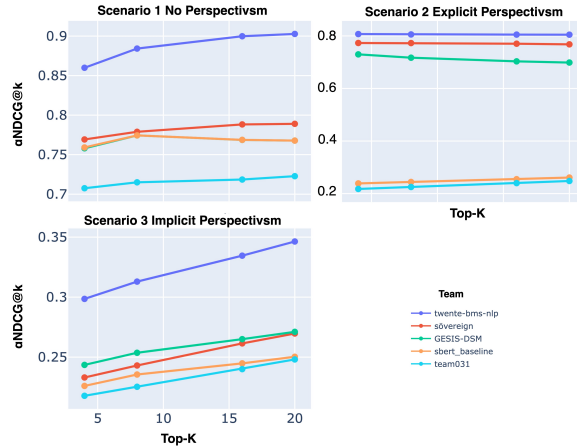 Scenario 1 No Perspectivsm
0.9
0.85
0.8
0.75
0.7
αNDCG@k
Scenario 2 Explicit Perspectivsm
0.8
0.6
0.4
0.2
Top-K
Scenario 3 Implicit Perspectivsm
0.35
0.3
0.25
αNDCG@k
5
10
15
20
Top-K
Team
twente-bms-nlp
sövereign
GESIS-DSM
sbert_baseline
team031